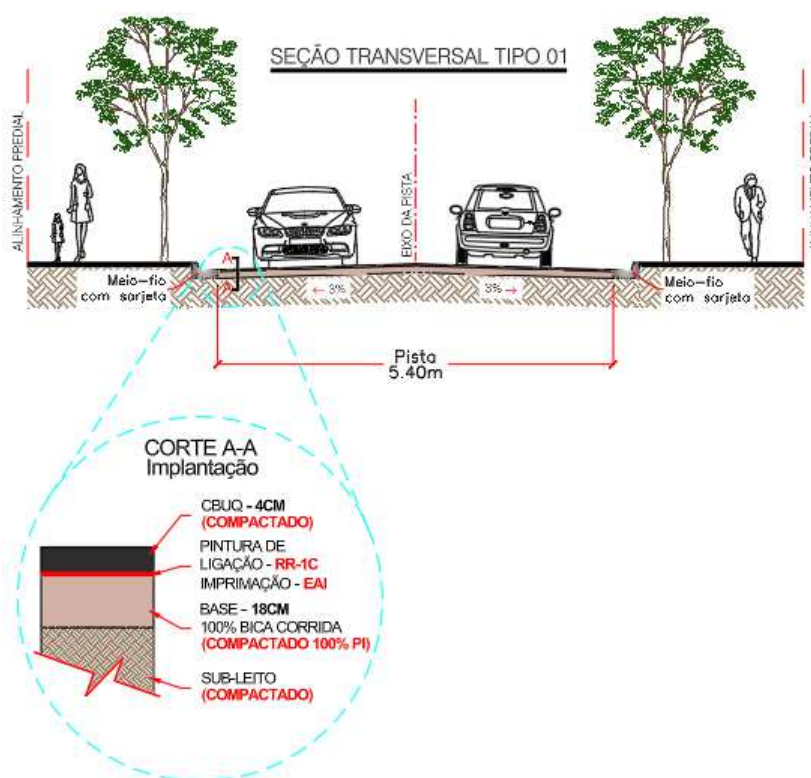 SEÇÃO TRANSVERSAL TIPO 01
ALINHAMENTO PREDIAL
EIXO DA PISTA
A
A
Meio-fio
com sarjeta
← 3%
3% →
Meio-fio
com sarjeta
Pista
5.40m
CORTE A-A
Implantação
CBUQ - 4CM
(COMPACTADO)
PINTURA DE
LIGAÇÃO - RR-1C
IMPRIMAÇÃO - EAI
BASE - 18CM
100% BICA CORRIDA
(COMPACTADO 100% PI)
SUB-LEITO
(COMPACTADO)